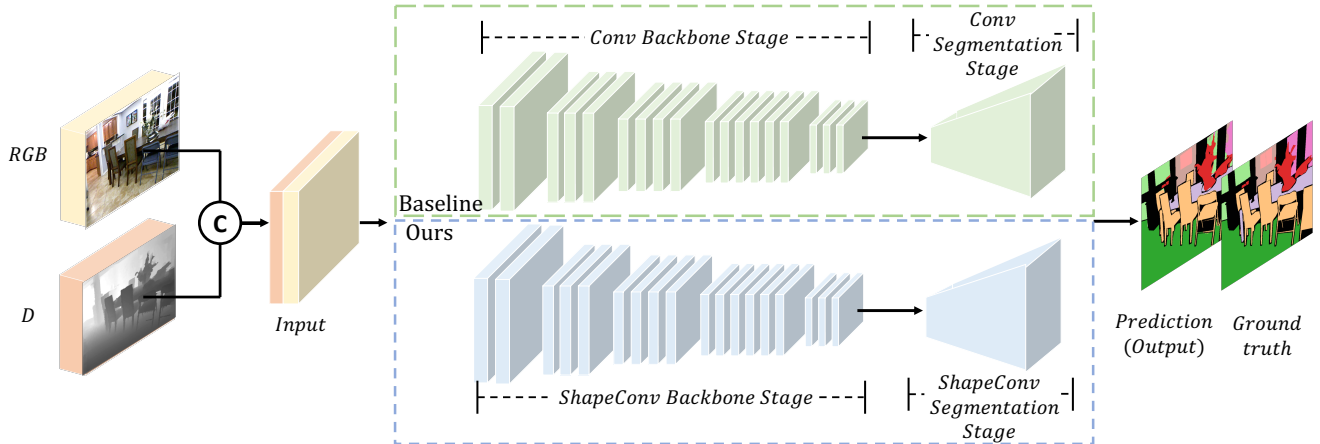 Conv Backbone Stage
Conv
Segmentation
Stage
RGB
C
Baseline
Ours
D
Input
Prediction
(Output)
Ground
truth
ShapeConv Backbone Stage
ShapeConv
Segmentation
Stage